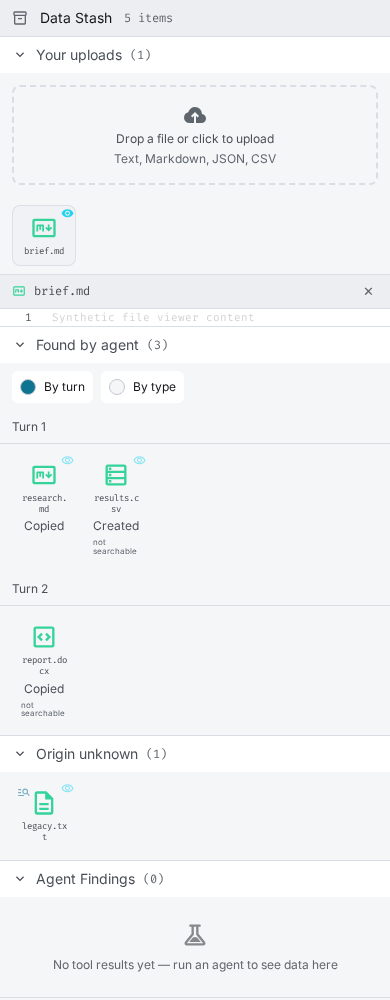 Data Stash 5 items
Your uploads (1)
Drop a file or click to upload
Text, Markdown, JSON, CSV
brief.md
brief.md
1 Synthetic file viewer content
Found by agent (3)
By turn By type
Turn 1
research.
md
Copied
results.c
sv
Created
not
searchable
Turn 2
report.do
cx
Copied
not
searchable
Origin unknown (1)
legacy.tx
t
Agent Findings (0)
No tool results yet — run an agent to see data here